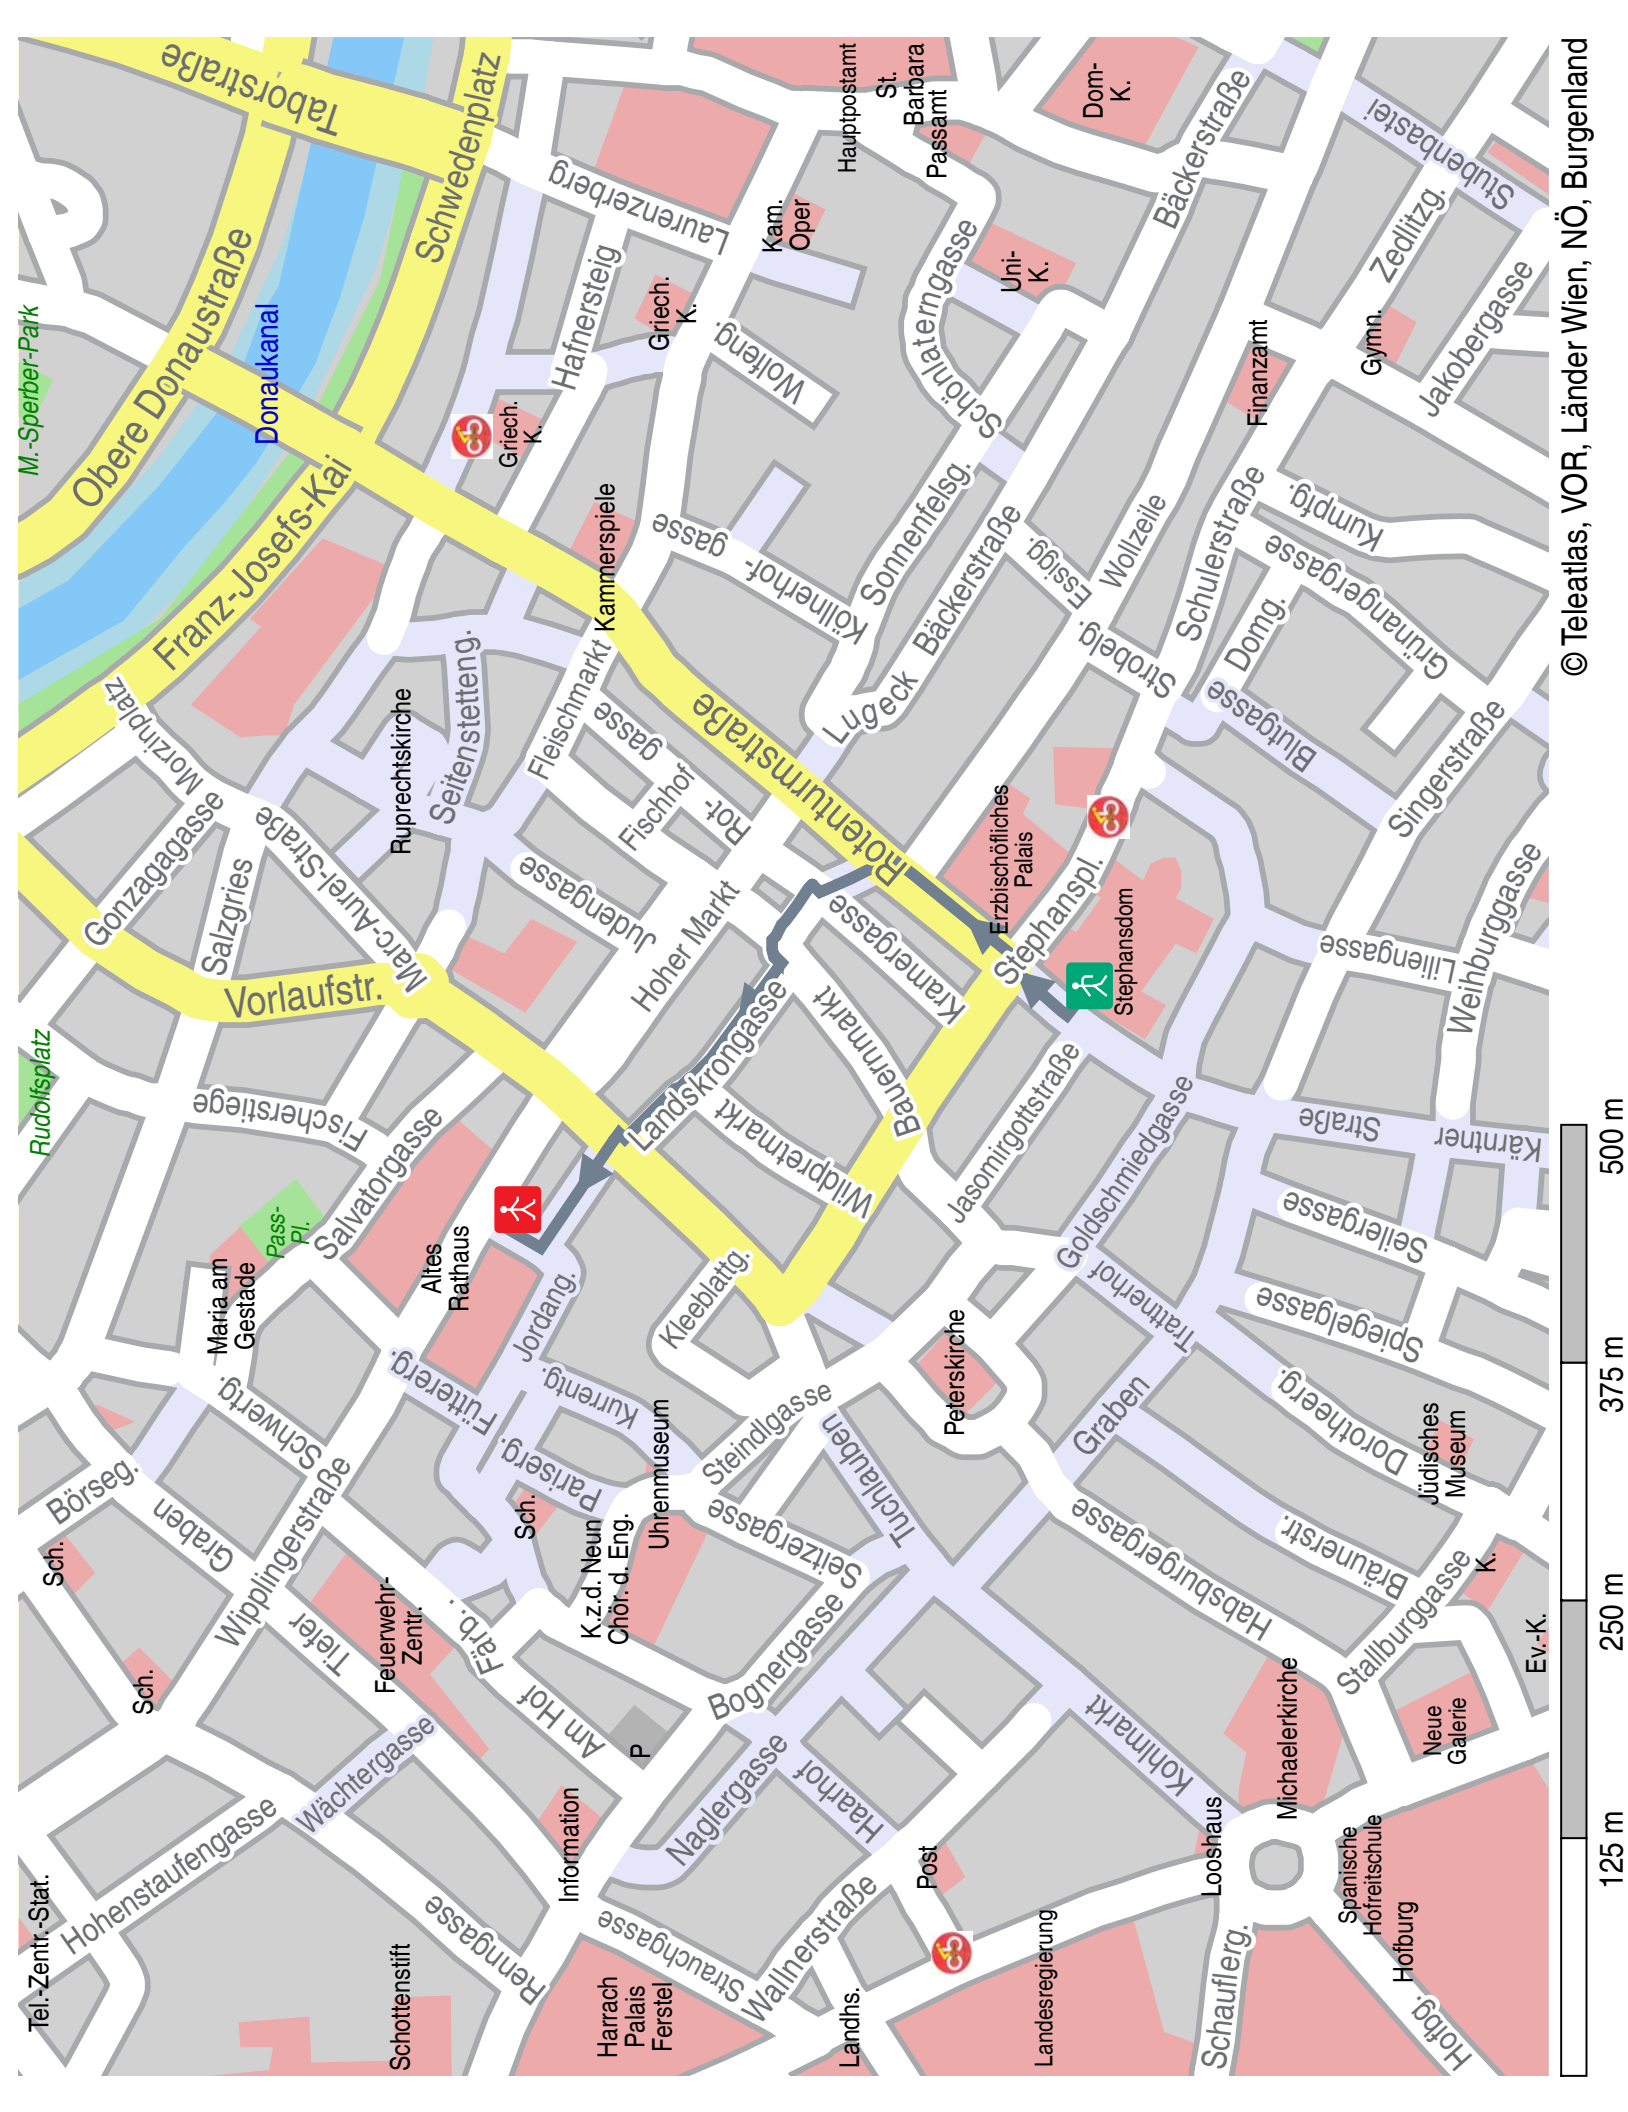 Taborstraße
Schwedenplatz
Obere Donaustraße
Donaukanal
M.-Sperber-Park
Franz-Josefs-Kai
Laurenzerberg
Hafnersteig
Griech.
K.
Griech.
K.
Kam.
Oper
Hauptpostamt
St.
Barbara
Passamt
Dom-
K.
Bäckerstraße
Stubenbastei
Zedlitzg.
Jakobergasse
Gymn.
Finanzamt
Uni-
K.
Schönlaterngasse
Wolfeng.
Kammerspiele
Fleischmarkt
Köllnerhof-
gasse
Sonnenfelsg.
Bäckerstraße
Lugeck
Essigg.
Wollzeile
Strobelg.
Schulerstraße
Kumpfg.
Grünangergasse
Domg.
Blutgasse
Singerstraße
Morzinplatz
Ruprechtskirche
Seitenstetteng.
Rot-
gasse
Fischhof
Rotenturmstraße
Gonzagagasse
Salzgries
Marc-Aurel-Straße
Judengasse
Hoher Markt
Kramergasse
Erzbischöfliches
Palais
Stephanspl.
Stephansdom
Liliengasse
Weihburggasse
Vorlaufstr.
Rudolfsplatz
Fischerstiege
Salvatorgasse
Landskrongasse
Bauernmarkt
Wildpretmarkt
Jasomirgottstraße
Goldschmiedgasse
Kärntner
Straße
Seilergasse
Spiegelgasse
Pass-
Pl.
Maria am
Gestade
Altes
Rathaus
Jordang.
Kleeblattg.
Fütterer g.
Kurrentg.
Schwertg.
Börseg.
Graben
Tiefer
Sch.
Sch.
Wipplingerstraße
Pariserg.
Sch.
Uhrenmuseum
Steindlgasse
Tuchlauben
Peterskirche
Trattnerhof
Graben
Dorotheerg.
Jüdisches
Museum
Bräunerstr.
Habsburgergasse
Stallburggasse
K.
Ev.-K.
Seitzergasse
K.z.d. Neun
Chör. d. Eng.
Feuerwehr-
Zentr.
Färb. .
Am Hof
P
Bognergasse
Naglergasse
Haarhof
Kohlmarkt
Michaelerkirche
Neue
Galerie
Looshaus
Spanische
Hofreitschule
Hofburg
Hofbg.
Schauflerg.
Landesregierung
Post
Landhs.
Wallnerstraße
Strauchgasse
Information
Wächtergasse
Hohenstaufengasse
Tel.-Zentr.-Stat.
Renngasse
Schottenstift
Harrach
Palais
Ferstel
125 m
250 m
375 m
500 m
© Teleatlas, VOR, Länder Wien, NÖ, Burgenland